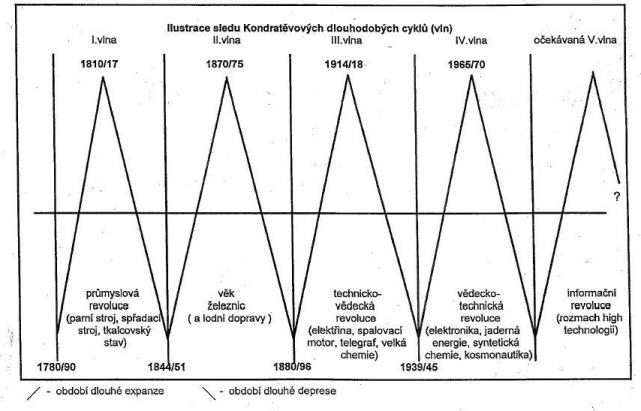 Ilustrace sledu Kondratěvových dlouhodobých cyklů (vln)
I.vlna II.vlna III.vlna IV.vlna očekávaná V.vlna
1810/17 1870/75 1914/18 1965/70
?
průmyslová
revoluce
(parní stroj, spřádací
stroj, tkalcovský
stav)
věk
železnic
( a lodní dopravy )
technicko-
vědecká
revoluce
(elektřina, spalovací
motor, telegraf, velká
chemie)
vědecko-
technická
revoluce
(elektronika, jaderná
energie, syntetická
chemie, kosmonautika)
informační
revoluce
(rozmach high
technologií)
1780/90 1844/51 1880/96 1939/45
- období dlouhé expanze - období dlouhé deprese